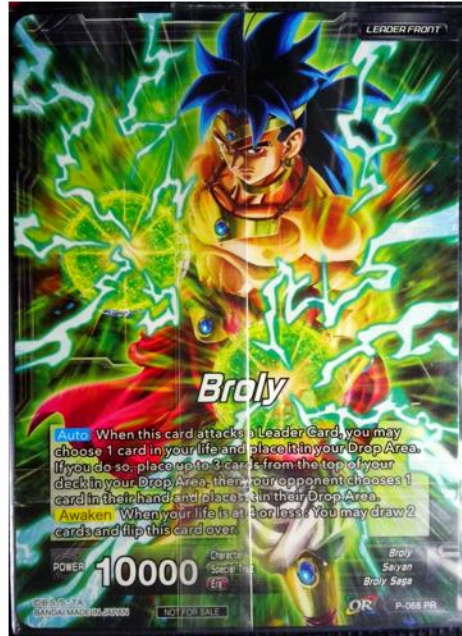 LEADER FRONT
Broly
Auto When this card attacks a Leader Card, you may
choose 1 card in your life and place it in your Drop Area.
If you do so, place up to 3 cards from the top of your
deck in your Drop Area, then your opponent chooses 1
card in their hand and places it in their Drop Area.
Awaken When your life is at 4 or less : You may draw 2
cards and flip this card over.
POWER 10000
Character Broly
Special Trait Saiyan
Era Broly Saga
BANDAI MADE IN JAPAN
NOT FOR SALE
P-068 PR